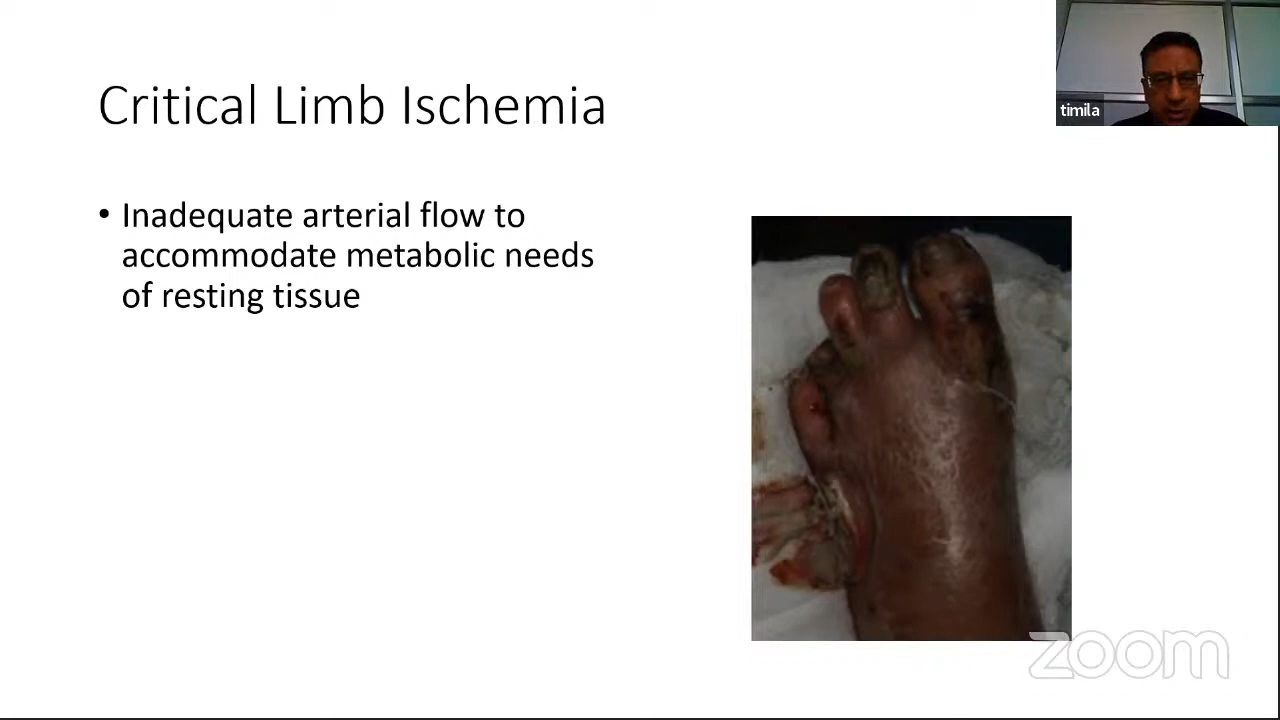 Critical Limb Ischemia
timila
• Inadequate arterial flow to
accommodate metabolic needs
of resting tissue
zoom